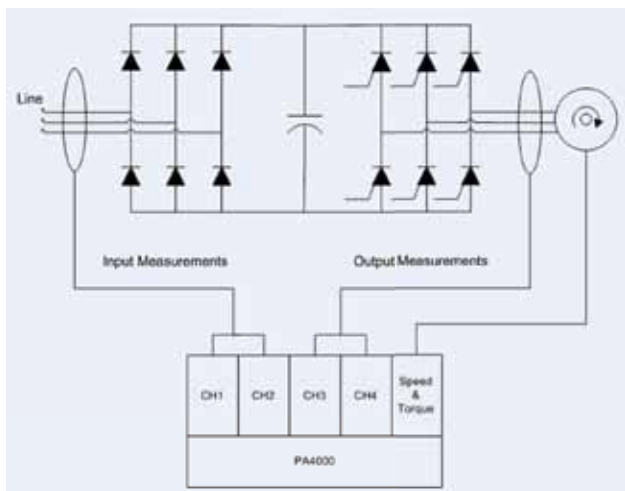 Line
Input Measurements
Output Measurements
CH1
CH2
CH3
CH4
Speed
&
Torque
PA4000